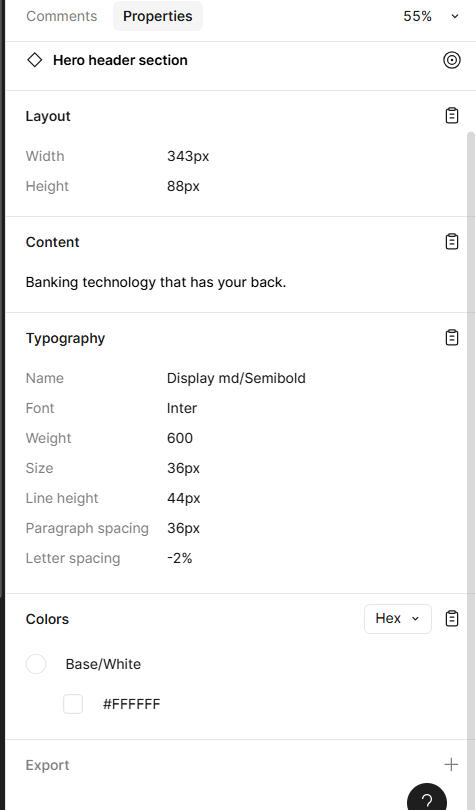 Comments Properties 55%
Hero header section
Layout
Width 343px
Height 88px
Content
Banking technology that has your back.
Typography
Name Display md/Semibold
Font Inter
Weight 600
Size 36px
Line height 44px
Paragraph spacing 36px
Letter spacing -2%
Colors Hex
Base/White
#FFFFFF
Export
?